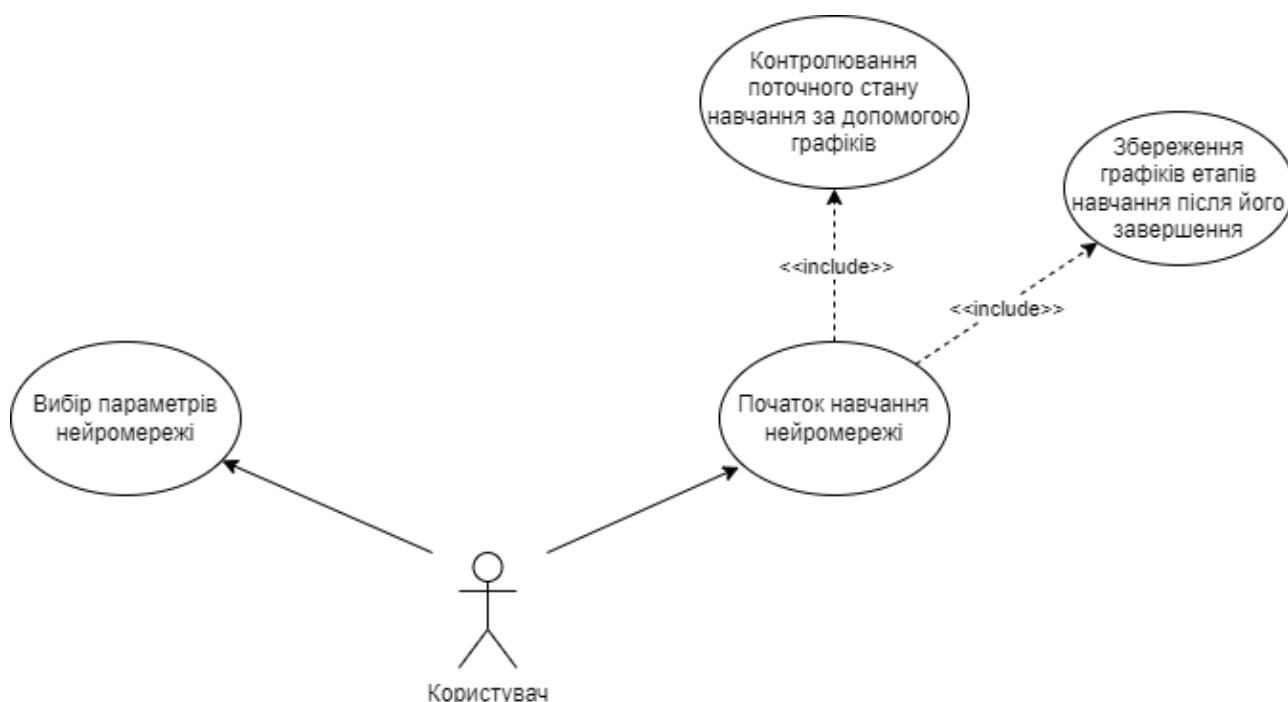 Контролювання
поточного стану
навчання за допомогою
графіків
Збереження
графіків етапів
навчання після його
завершення
<<include>>
<<include>>
Вибір параметрів
нейромережі
Початок навчання
нейромережі
Користувач